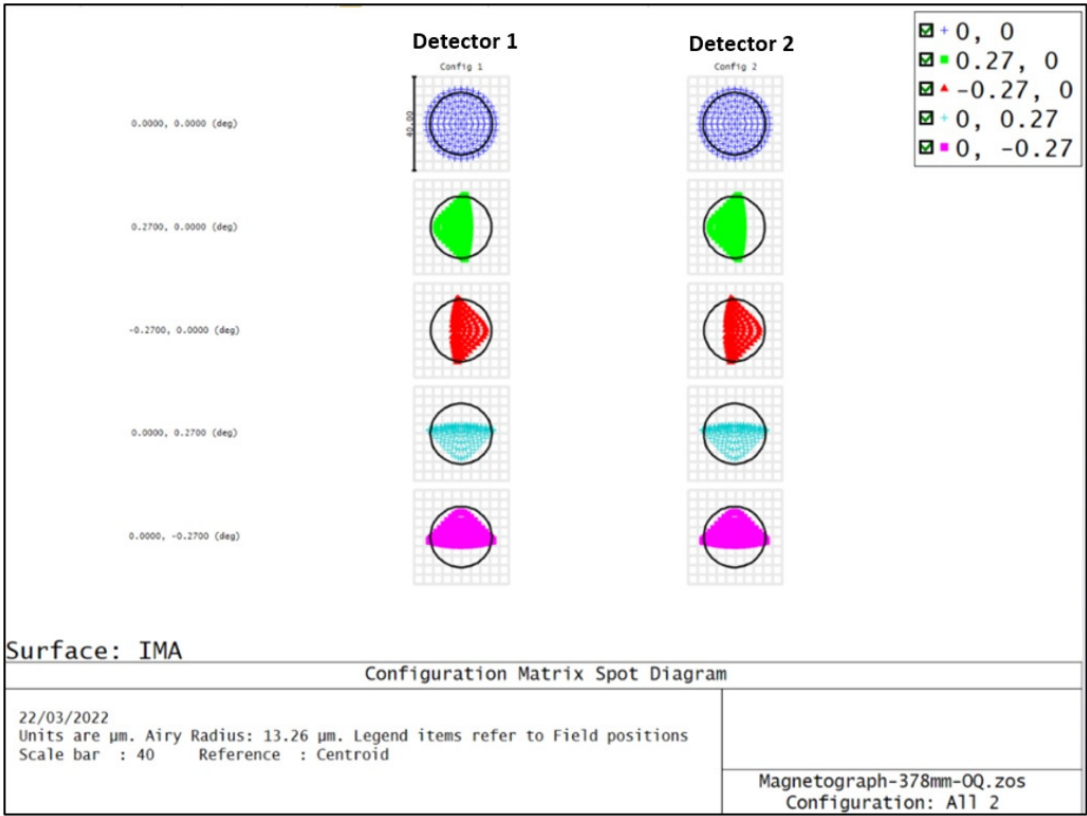 Detector 1
Detector 2
Config 1
Config 2
+ 0, 0
0.27, 0
-0.27, 0
+ 0, 0.27
0, -0.27
40.00
0.0000, 0.0000 (deg)
0.2700, 0.0000 (deg)
-0.2700, 0.0000 (deg)
0.0000, 0.2700 (deg)
0.0000, -0.2700 (deg)
Surface: IMA
Configuration Matrix Spot Diagram
22/03/2022
Units are µm. Airy Radius: 13.26 µm. Legend items refer to Field positions
Scale bar : 40 Reference : Centroid
Magnetograph-378mm-OQ.zos
Configuration: All 2